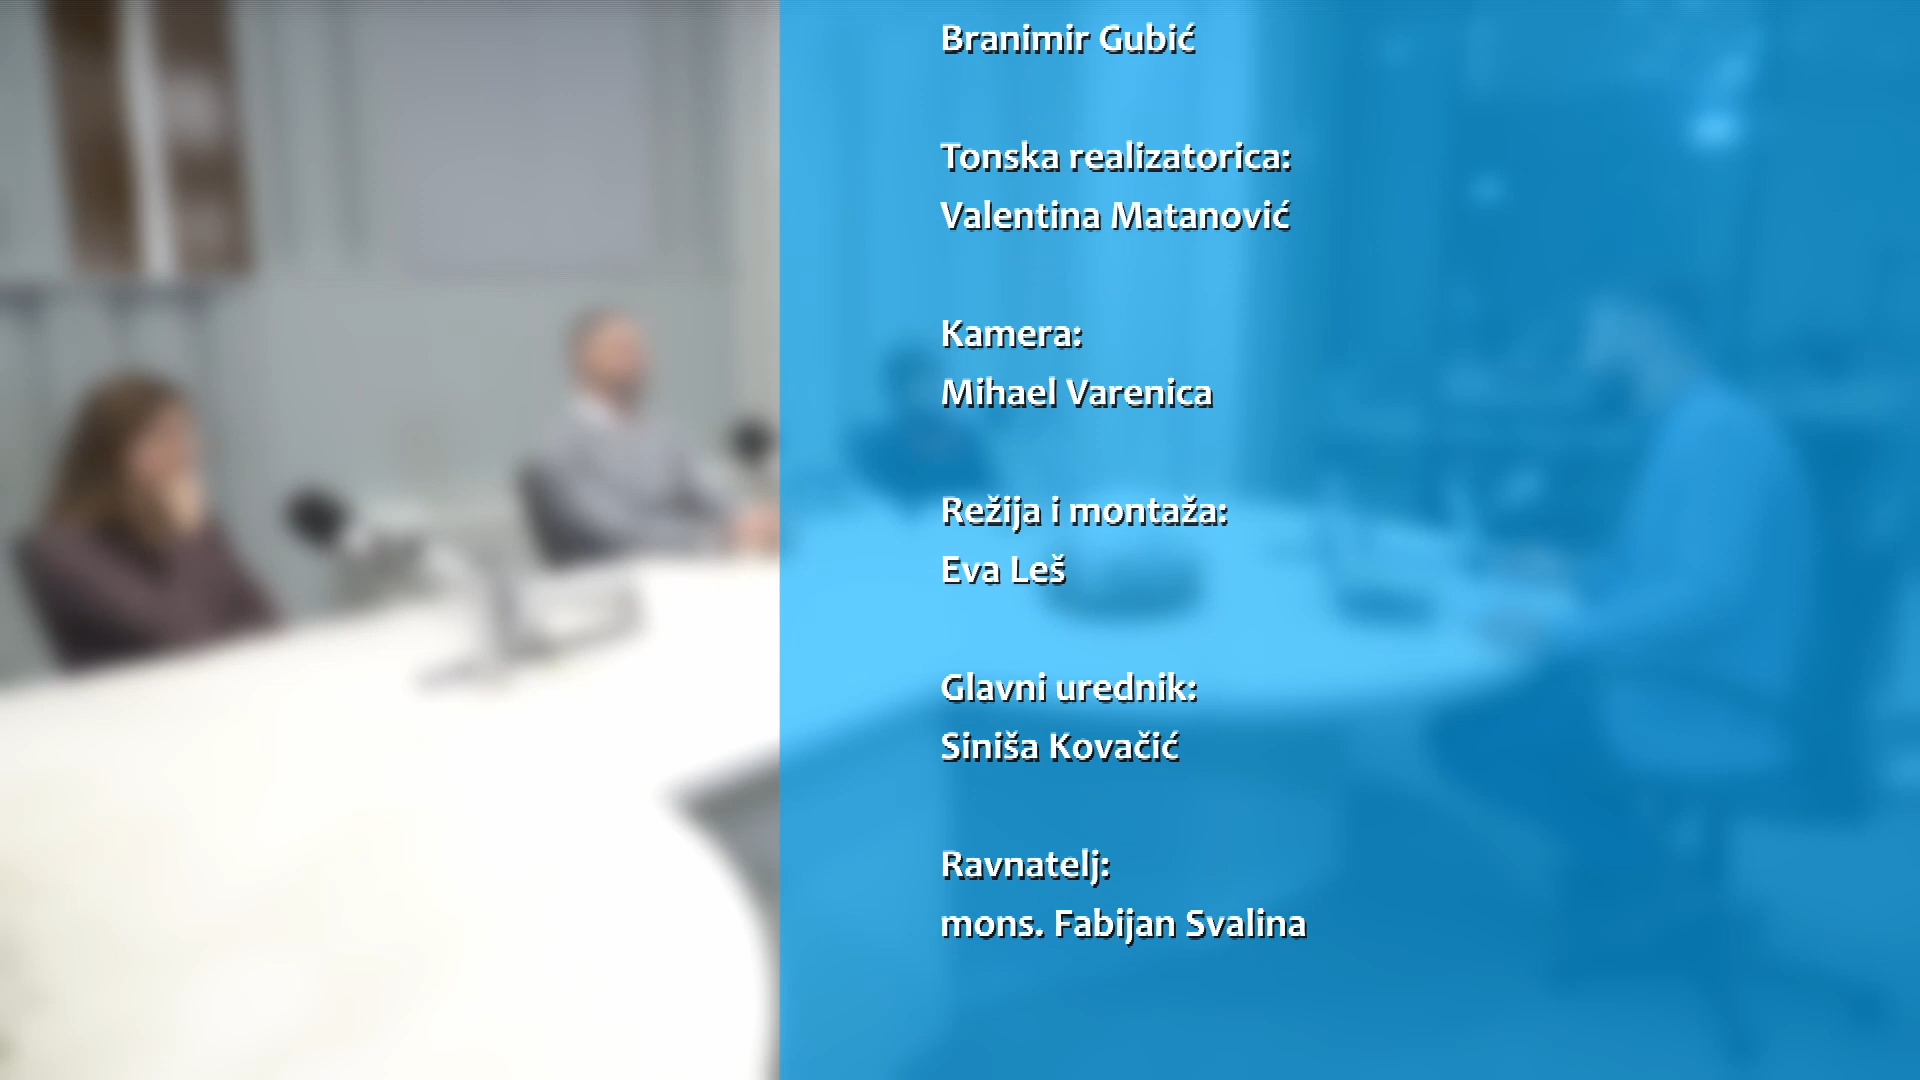 Branimir Gubić
Tonska realizatorica:
Valentina Matanović
Kamera:
Mihael Varenica
Režija i montaža:
Eva Leš
Glavni urednik:
Siniša Kovačić
Ravnatelj:
mons. Fabijan Svalina